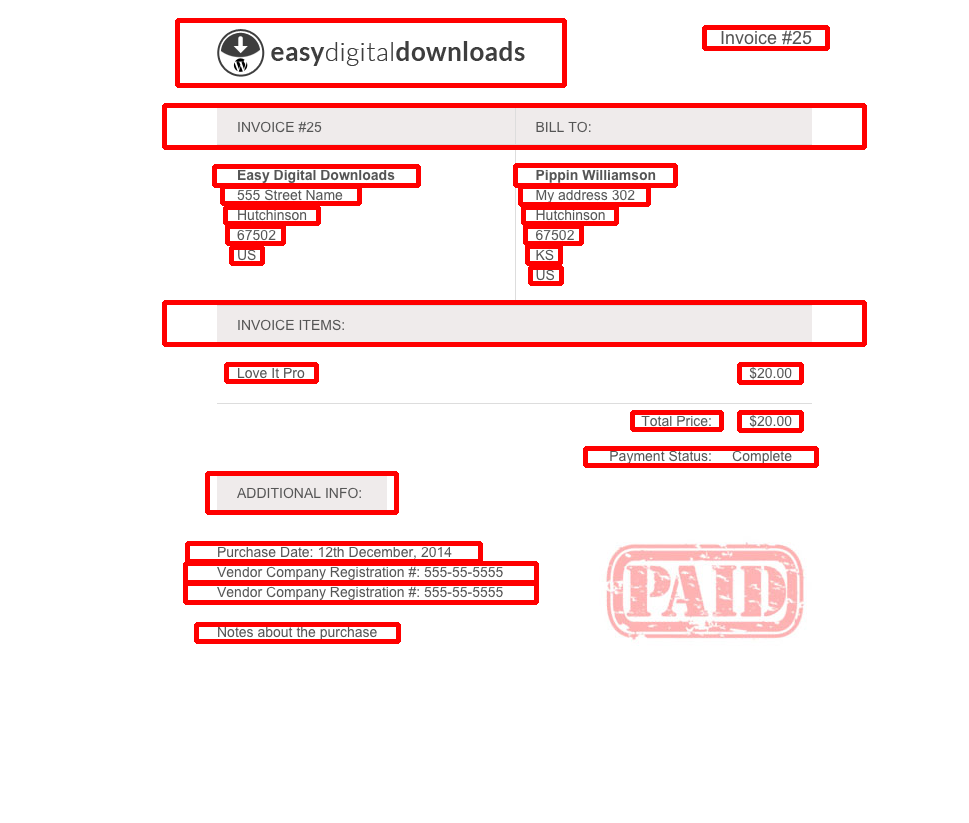 easydigitaldownloads
Invoice #25
INVOICE #25
BILL TO:
Easy Digital Downloads
555 Street Name
Hutchinson
67502
US
Pippin Williamson
My address 302
Hutchinson
67502
KS
US
INVOICE ITEMS:
Love It Pro $20.00
Total Price: $20.00
Payment Status: Complete
ADDITIONAL INFO:
Purchase Date: 12th December, 2014
Vendor Company Registration #: 555-55-5555
Vendor Company Registration #: 555-55-5555
Notes about the purchase
PAID